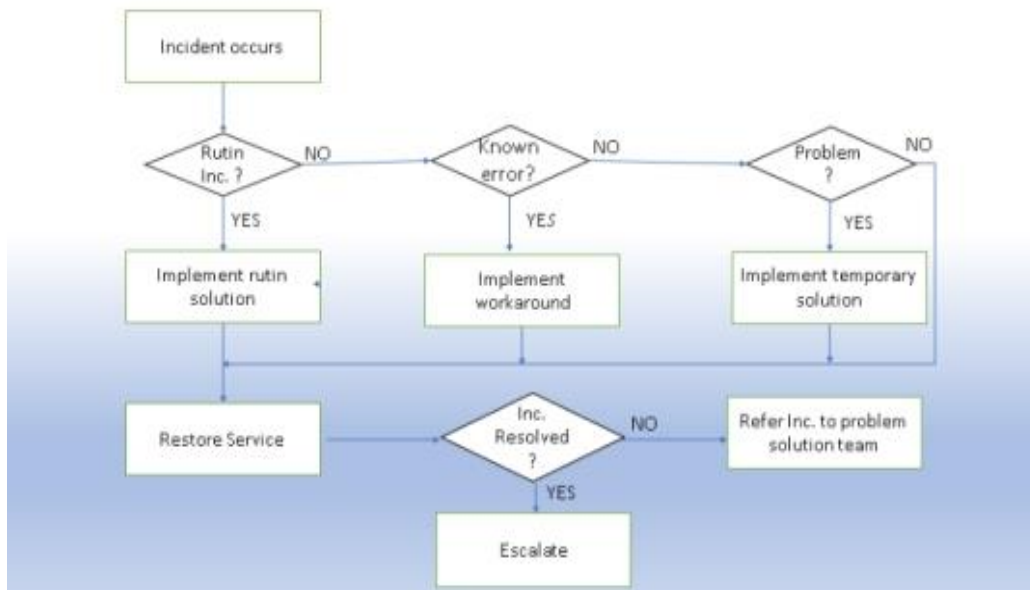 Incident occurs
Rutin
Inc. ?
NO
Known
error?
NO
Problem
?
NO
YES
YES
YES
Implement rutin
solution
Implement
workaround
Implement temporary
solution
Restore Service
Inc.
Resolved
?
NO
Refer Inc. to problem
solution team
YES
Escalate